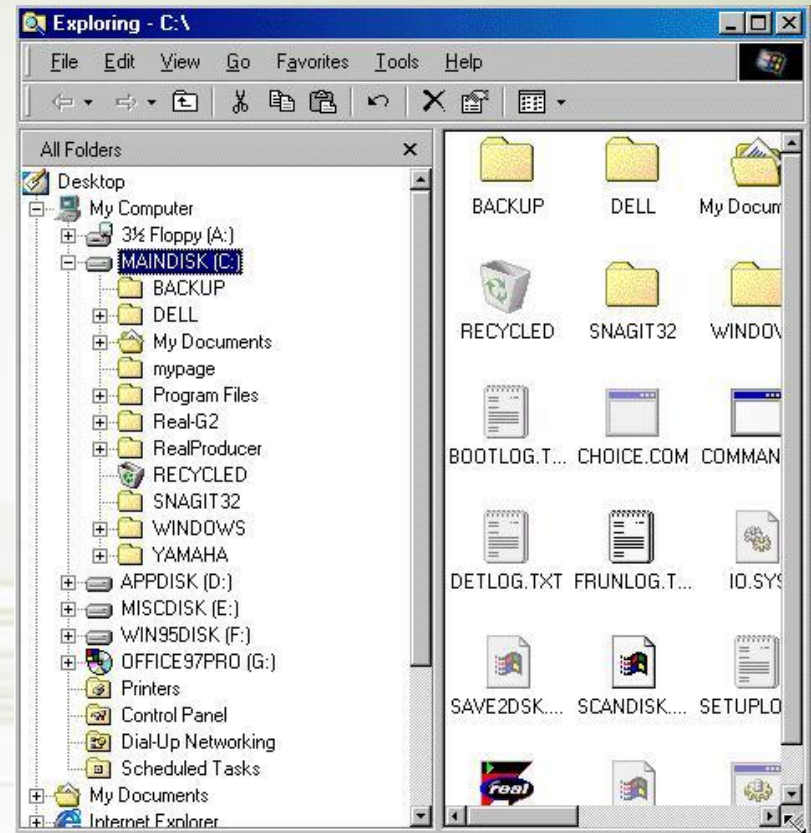 Exploring - C:\
File Edit View Go Favorites Tools Help
All Folders
Desktop
My Computer
3½ Floppy (A:)
MAINDISK (C:)
BACKUP
DELL
My Documents
mypage
Program Files
Real-G2
RealProducer
RECYCLED
SNAGIT32
WINDOWS
YAMAHA
APPDISK (D:)
MISCDISK (E:)
WIN95DISK (F:)
OFFICE97PRO (G:)
Printers
Control Panel
Dial-Up Networking
Scheduled Tasks
My Documents
Internet Explorer
BACKUP DELL My Docum
RECYCLED SNAGIT32 WINDOW
BOOTLOG.T... CHOICE.COM COMMAN
DETLOG.TXT FRUNLOG.T... IO.SYS
SAVE2DSK.... SCANDISK.... SETUPLO
real